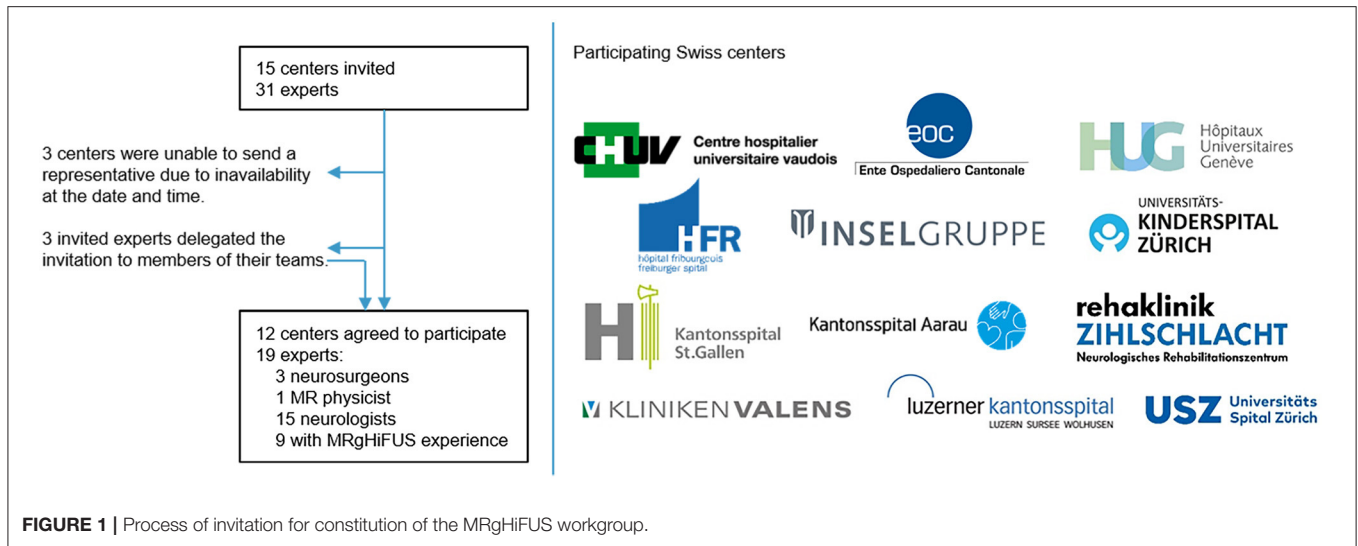 15 centers invited
31 experts
3 centers were unable to send a
representative due to inavailability
at the date and time.
3 invited experts delegated the
invitation to members of their teams.
12 centers agreed to participate
19 experts:
3 neurosurgeons
1 MR physicist
15 neurologists
9 with MRgHiFUS experience
Participating Swiss centers
CHUV
Centre hospitalier
universitaire vaudois
eoc
Ente Ospedaliero Cantonale
HUG
Hôpitaux
Universitaires
Genève
HFR
hôpital fribourgeois
freiburger spital
INSELGRUPPE
UNIVERSITÄTS-
KINDERSPITAL
ZÜRICH
H
Kantonsspital
St.Gallen
Kantonsspital Aarau
rehaklinik
ZIHLSCHLACHT
Neurologisches Rehabilitationszentrum
KLINIKEN VALENS
luzerner kantonsspital
LUZERN SURSEE WOLHUSEN
USZ
Universitäts
Spital Zürich
FIGURE 1 | Process of invitation for constitution of the MRgHiFUS workgroup.